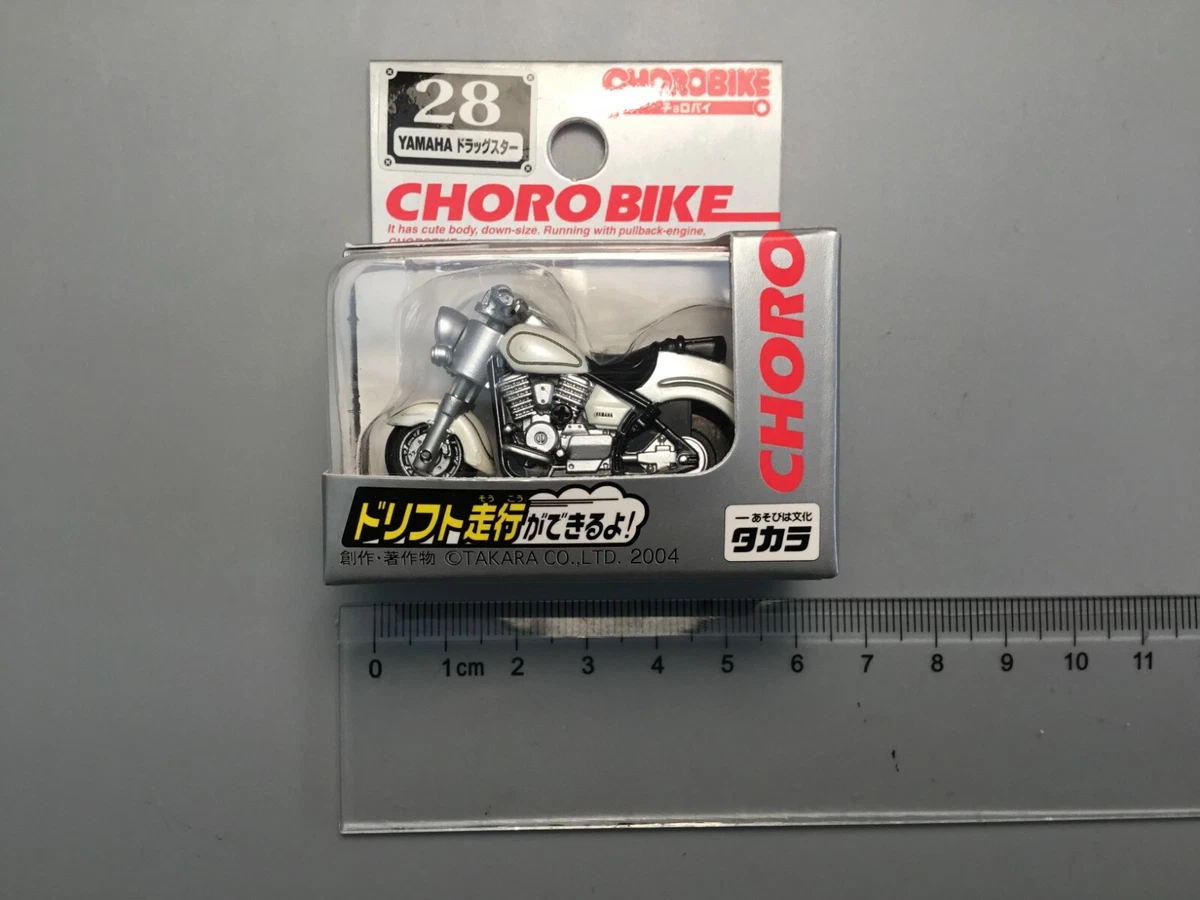 28
YAMAHA ドラッグスター
CHOROBIKE
チョロバイ
CHORO BIKE
It has cute body, down-size. Running with pullback-engine,
CHORO
YAMAHA
そう こう
ドリフト走行ができるよ!
創作・著作物 ©TAKARA CO.,LTD. 2004
ーあそびは文化
タカラ
0 1cm 2 3 4 5 6 7 8 9 10 11